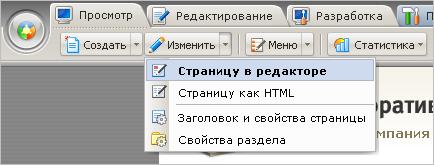 Просмотр Редактирование Разработка
Создать Изменить Меню Статистика
Страницу в редакторе
Страницу как HTML
Заголовок и свойства страницы
Свойства раздела